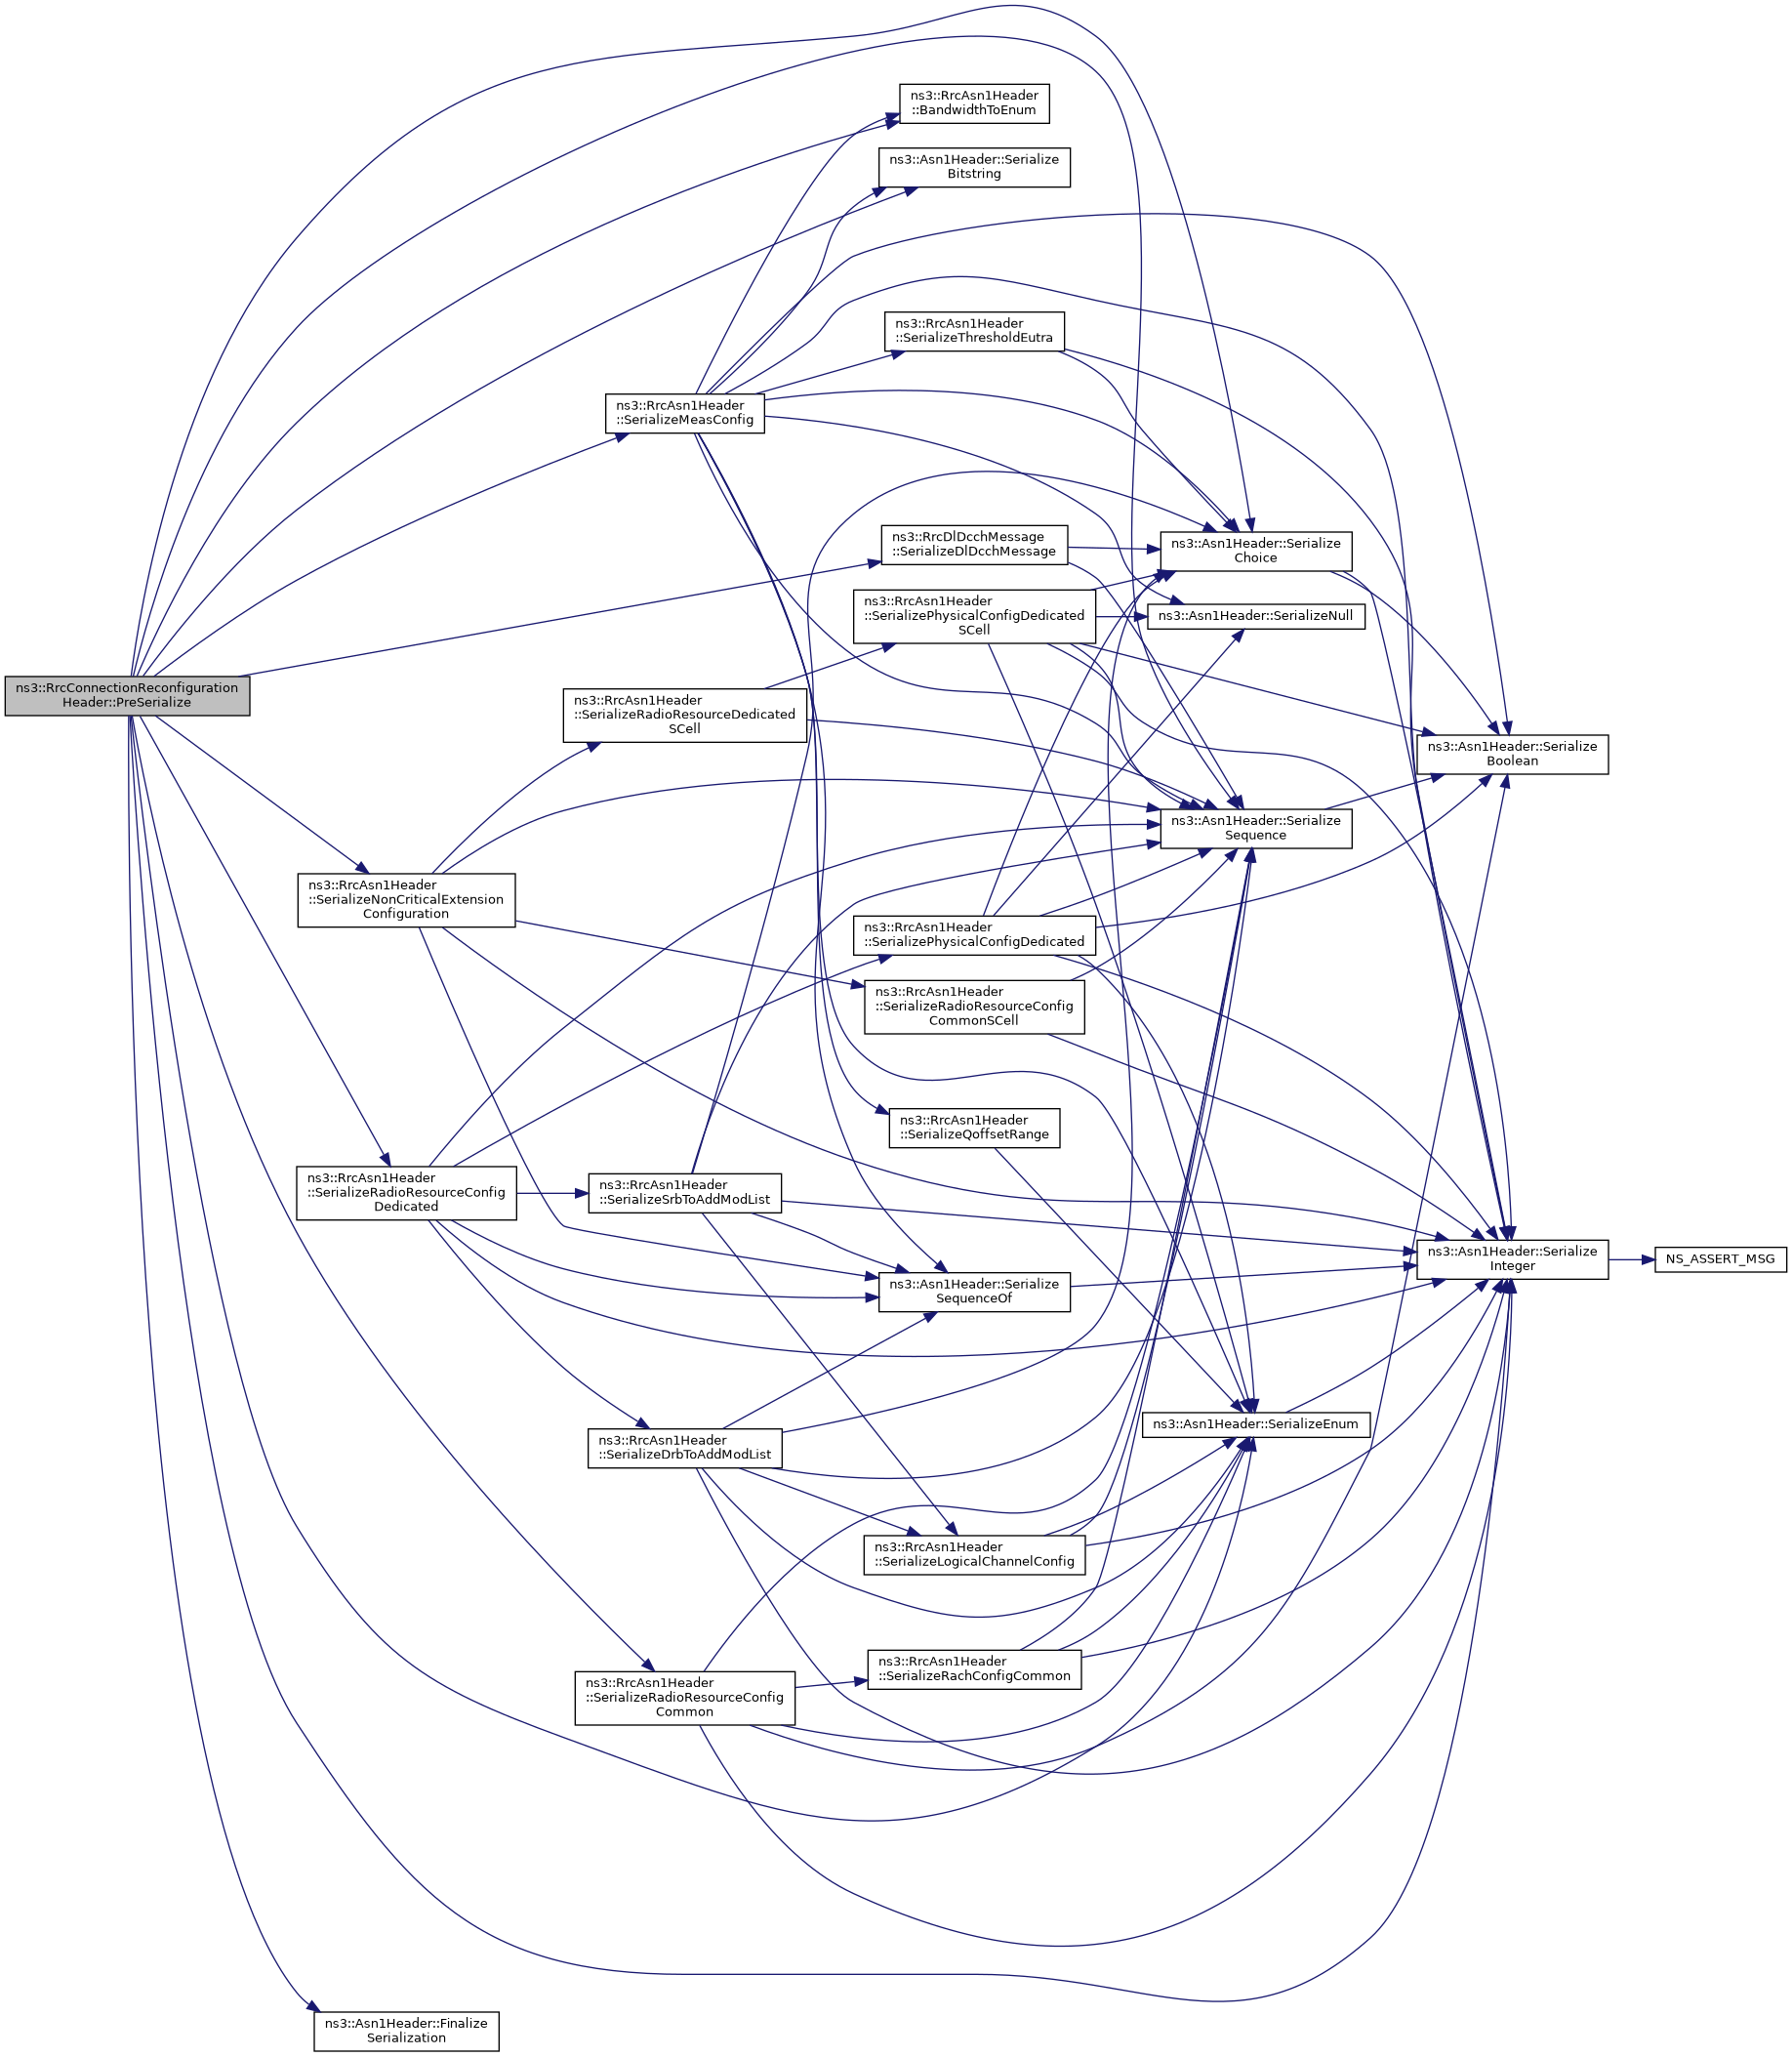 ns3::RrcAsn1Header
::BandwidthToEnum
ns3::Asn1Header::Serialize
Bitstring
ns3::RrcAsn1Header
::SerializeThresholdEutra
ns3::RrcAsn1Header
::SerializeMeasConfig
ns3::RrcDlDcchMessage
::SerializeDlDcchMessage
ns3::Asn1Header::Serialize
Choice
ns3::RrcAsn1Header
::SerializePhysicalConfigDedicated
SCell
ns3::Asn1Header::SerializeNull
ns3::RrcConnectionReconfiguration
Header::PreSerialize
ns3::RrcAsn1Header
::SerializeRadioResourceDedicated
SCell
ns3::Asn1Header::Serialize
Boolean
ns3::Asn1Header::Serialize
Sequence
ns3::RrcAsn1Header
::SerializeNonCriticalExtension
Configuration
ns3::RrcAsn1Header
::SerializePhysicalConfigDedicated
ns3::RrcAsn1Header
::SerializeRadioResourceConfig
CommonSCell
ns3::RrcAsn1Header
::SerializeQoffsetRange
ns3::RrcAsn1Header
::SerializeRadioResourceConfig
Dedicated
ns3::RrcAsn1Header
::SerializeSrbToAddModList
ns3::Asn1Header::Serialize
Integer
NS_ASSERT_MSG
ns3::Asn1Header::Serialize
SequenceOf
ns3::Asn1Header::SerializeEnum
ns3::RrcAsn1Header
::SerializeDrbToAddModList
ns3::RrcAsn1Header
::SerializeLogicalChannelConfig
ns3::RrcAsn1Header
::SerializeRachConfigCommon
ns3::RrcAsn1Header
::SerializeRadioResourceConfig
Common
ns3::Asn1Header::Finalize
Serialization